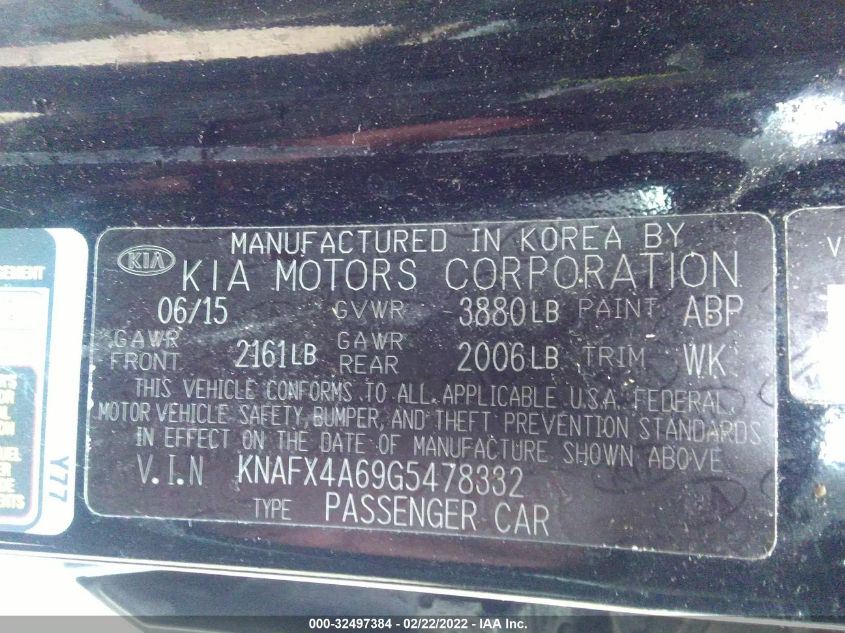 MANUFACTURED IN KOREA BY
KIA KIA MOTORS CORPORATION
06/15 GVWR 3880LB PAINT ABP
GAWR FRONT 2161LB GAWR REAR 2006LB TRIM WK
THIS VEHICLE CONFORMS TO ALL APPLICABLE U.S.A. FEDERAL
MOTOR VEHICLE SAFETY, BUMPER, AND THEFT PREVENTION STANDARDS
IN EFFECT ON THE DATE OF MANUFACTURE SHOWN ABOVE.
V.I.N KNAFX4A69G5478332
TYPE PASSENGER CAR
Y77
V
000-32497384 - 02/22/2022 - IAA Inc.